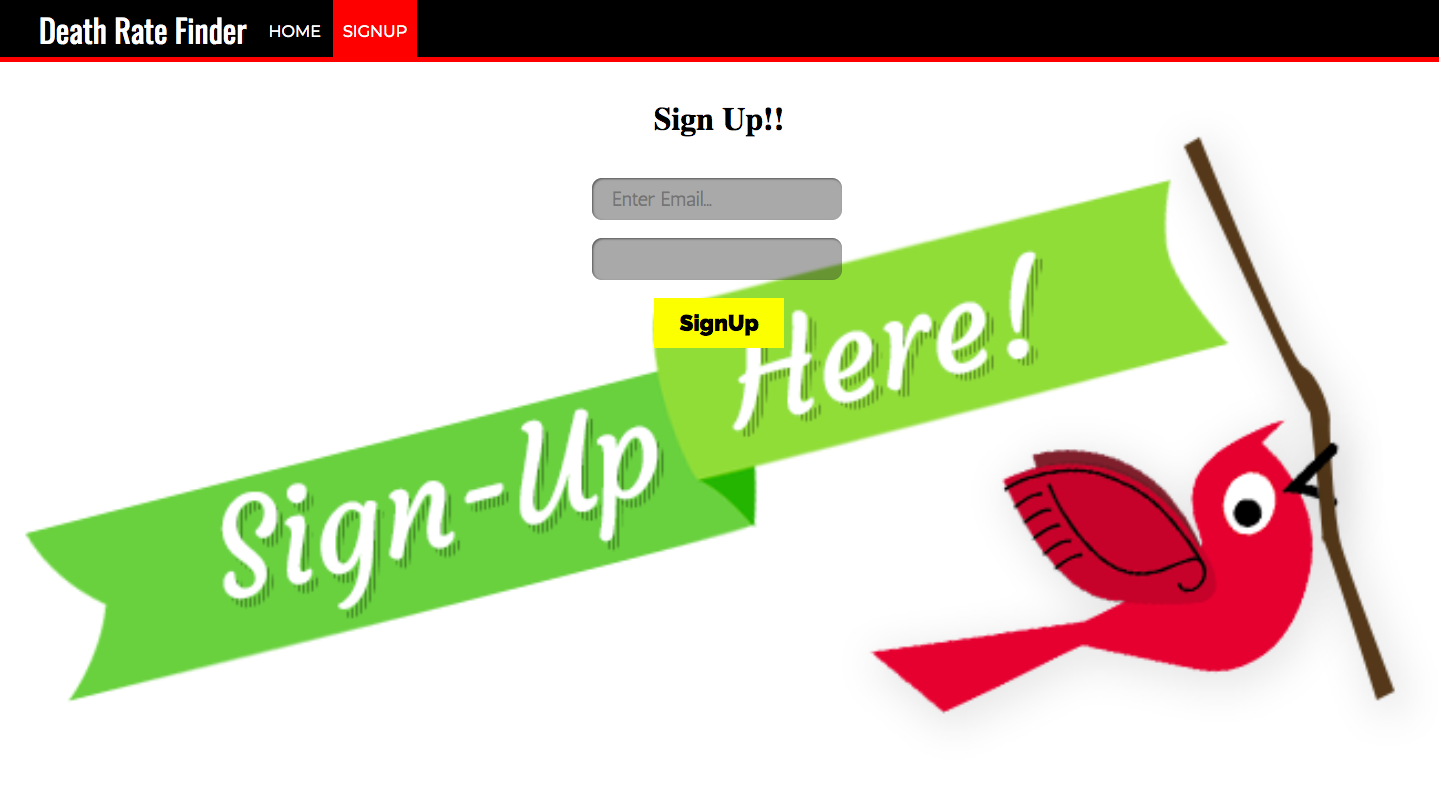 Death Rate Finder HOME SIGNUP
Sign Up!!
Enter Email...
SignUp
Sign-Up Here!